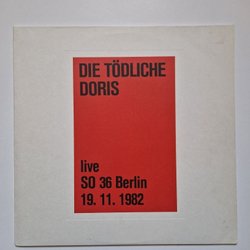 DIE TÖDLICHE
DORIS
live
SO 36 Berlin
19. 11. 1982